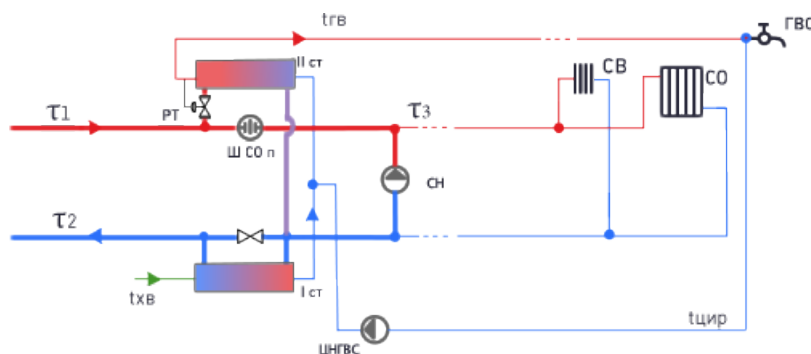 tгв
ГВС
II ст
СВ
СО
РТ
τ1
τ3
Ш СО п
СН
τ2
I ст
tхв
tцир
ЦНГВС